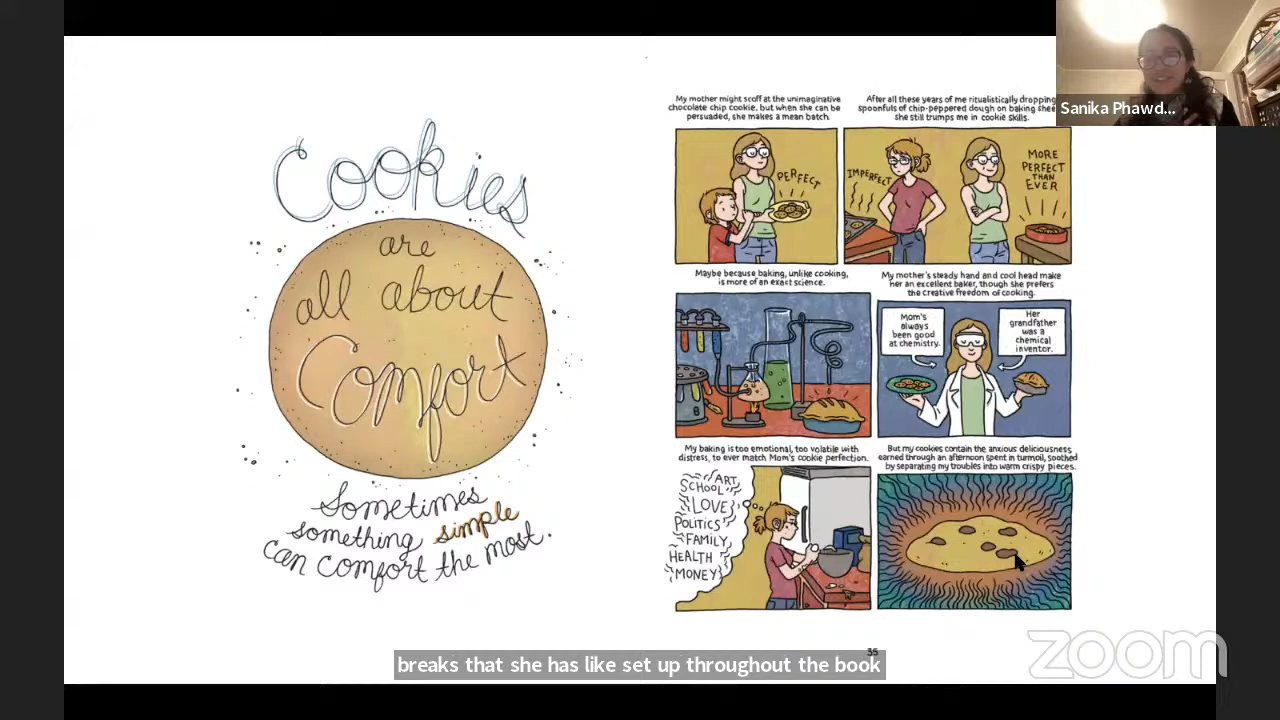 Cookies
are
all about
Comfort
Sometimes
something simple
can comfort the most.
My mother might scoff at the unimaginative
chocolate chip cookie, but when she can be
persuaded, she makes a mean batch.
PERFECT
After all these years of me ritualistically dropping
spoonfuls of chip-peppered dough on baking shee
she still trumps me in cookie skills.
IMPERFECT
MORE
PERFECT
THAN
EVER
Maybe because baking, unlike cooking,
is more of an exact science.
My mother's steady hand and cool head make
her an excellent baker, though she prefers
the creative freedom of cooking.
Mom's
always
been good
at chemistry.
Her
grandfather
was a
chemical
inventor.
My baking is too emotional, too volatile with
distress, to ever match Mom's cookie perfection.
ART
SCHOOL
LOVE
POLITICS
FAMILY
HEALTH
MONEY
But my cookies contain the anxious deliciousness
earned through an afternoon spent in turmoil, soothed
by separating my troubles into warm crispy pieces.
35
Sanika Phawd...
breaks that she has like set up throughout the book
zoom